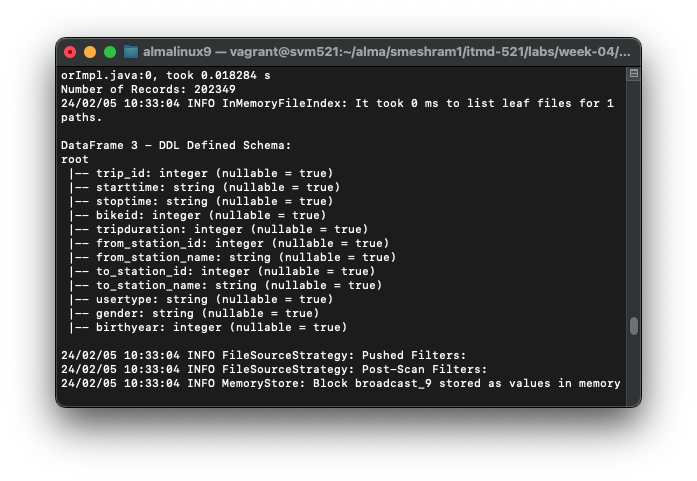 almalinux9 — vagrant@svm521:~/alma/smeshram1/itmd-521/labs/week-04/...
orImpl.java:0, took 0.018284 s
Number of Records: 202349
24/02/05 10:33:04 INFO InMemoryFileIndex: It took 0 ms to list leaf files for 1
paths.
DataFrame 3 – DDL Defined Schema:
root
|-- trip_id: integer (nullable = true)
|-- starttime: string (nullable = true)
|-- stoptime: string (nullable = true)
|-- bikeid: integer (nullable = true)
|-- tripduration: integer (nullable = true)
|-- from_station_id: integer (nullable = true)
|-- from_station_name: string (nullable = true)
|-- to_station_id: integer (nullable = true)
|-- to_station_name: string (nullable = true)
|-- usertype: string (nullable = true)
|-- gender: string (nullable = true)
|-- birthyear: integer (nullable = true)
24/02/05 10:33:04 INFO FileSourceStrategy: Pushed Filters:
24/02/05 10:33:04 INFO FileSourceStrategy: Post-Scan Filters:
24/02/05 10:33:04 INFO MemoryStore: Block broadcast_9 stored as values in memory